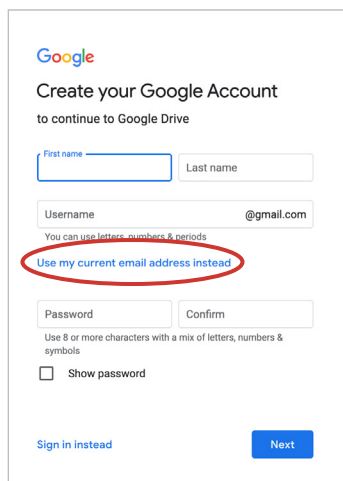 Google
Create your Google Account
to continue to Google Drive
First name
Last name
Username @gmail.com
You can use letters, numbers & periods
Use my current email address instead
Password Confirm
Use 8 or more characters with a mix of letters, numbers &
symbols
Show password
Sign in instead Next